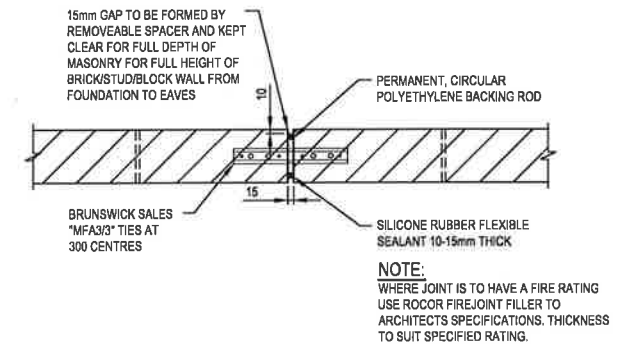 15mm GAP TO BE FORMED BY
REMOVEABLE SPACER AND KEPT
CLEAR FOR FULL DEPTH OF
MASONRY FOR FULL HEIGHT OF
BRICK/STUD/BLOCK WALL FROM
FOUNDATION TO EAVES
10
PERMANENT, CIRCULAR
POLYETHYLENE BACKING ROD
15
BRUNSWICK SALES
"MFA3/3" TIES AT
300 CENTRES
SILICONE RUBBER FLEXIBLE
SEALANT 10-15mm THICK
NOTE:
WHERE JOINT IS TO HAVE A FIRE RATING
USE ROCOR FIREJOINT FILLER TO
ARCHITECTS SPECIFICATIONS. THICKNESS
TO SUIT SPECIFIED RATING.